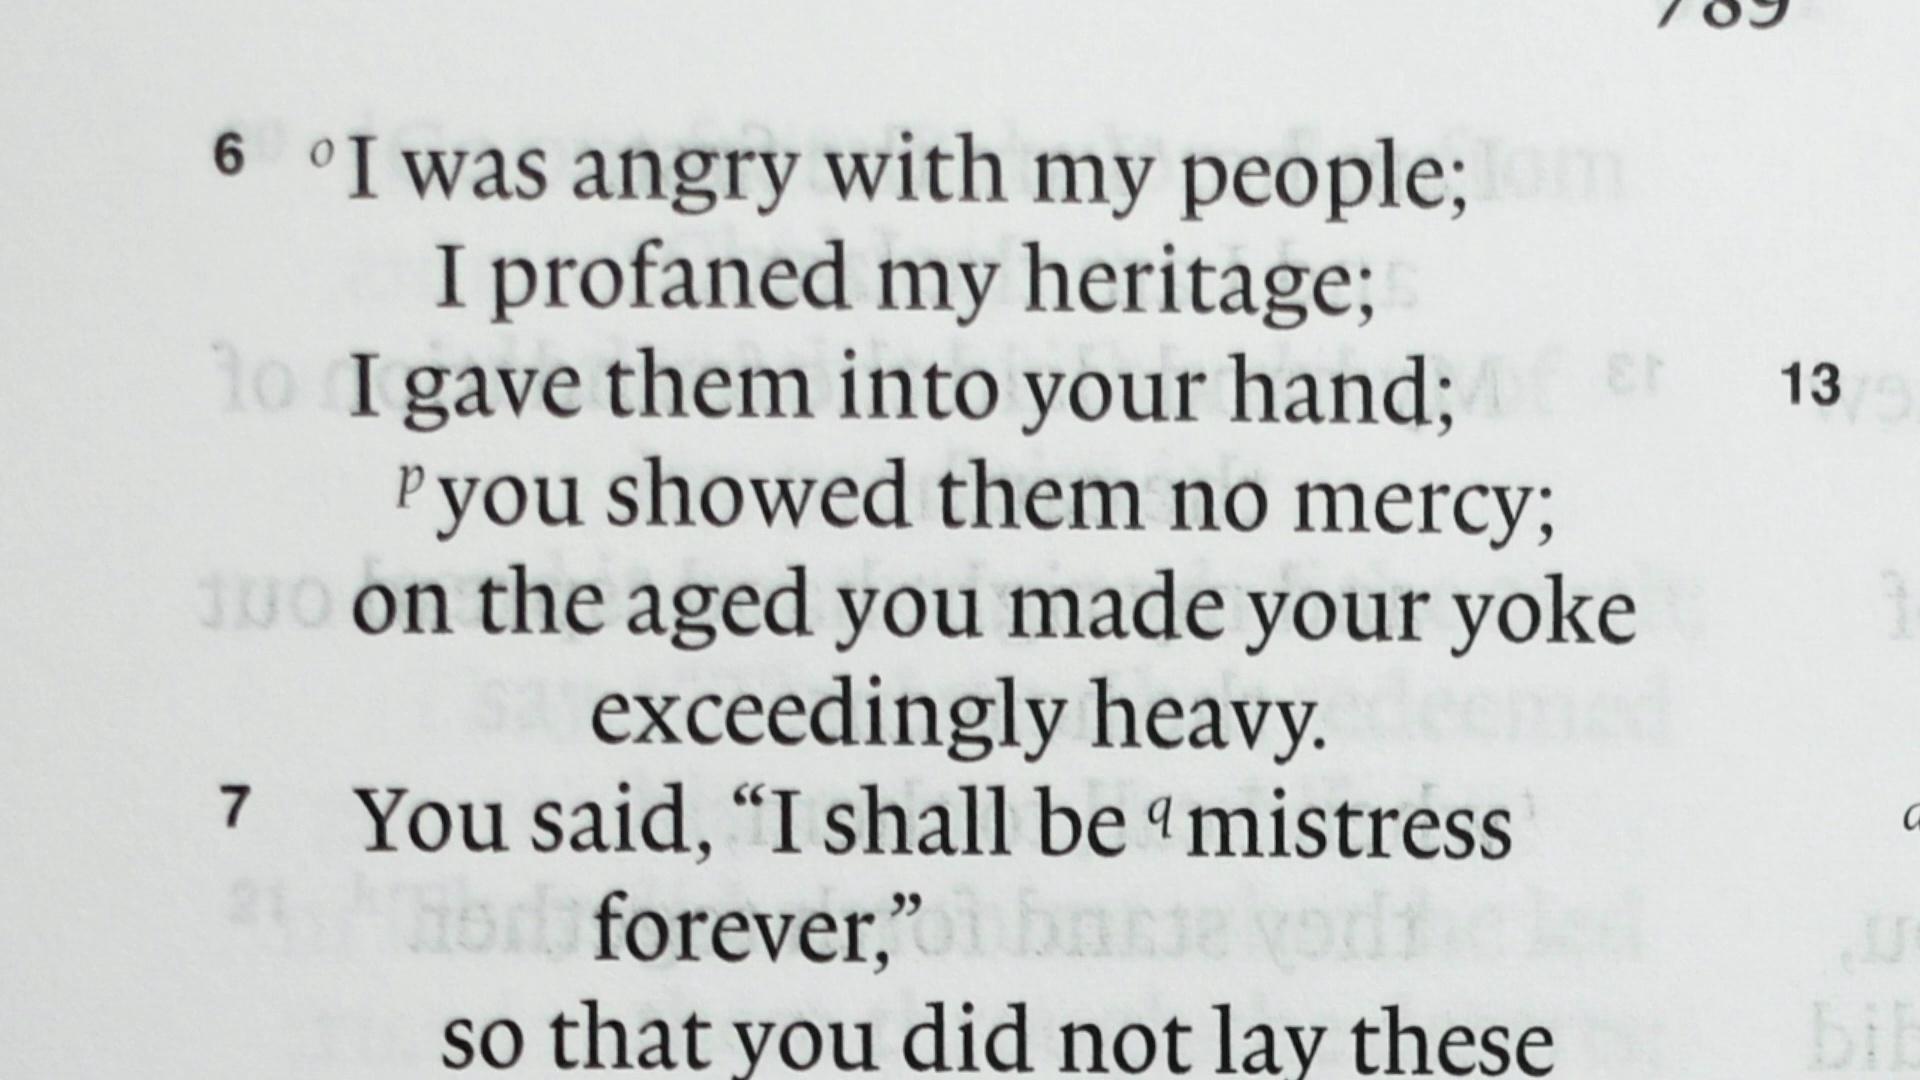 789
6 oI was angry with my people;
I profaned my heritage;
I gave them into your hand;
pyou showed them no mercy;
on the aged you made your yoke
exceedingly heavy.
7 You said, “I shall be qmistress
forever,”
so that you did not lay these
13